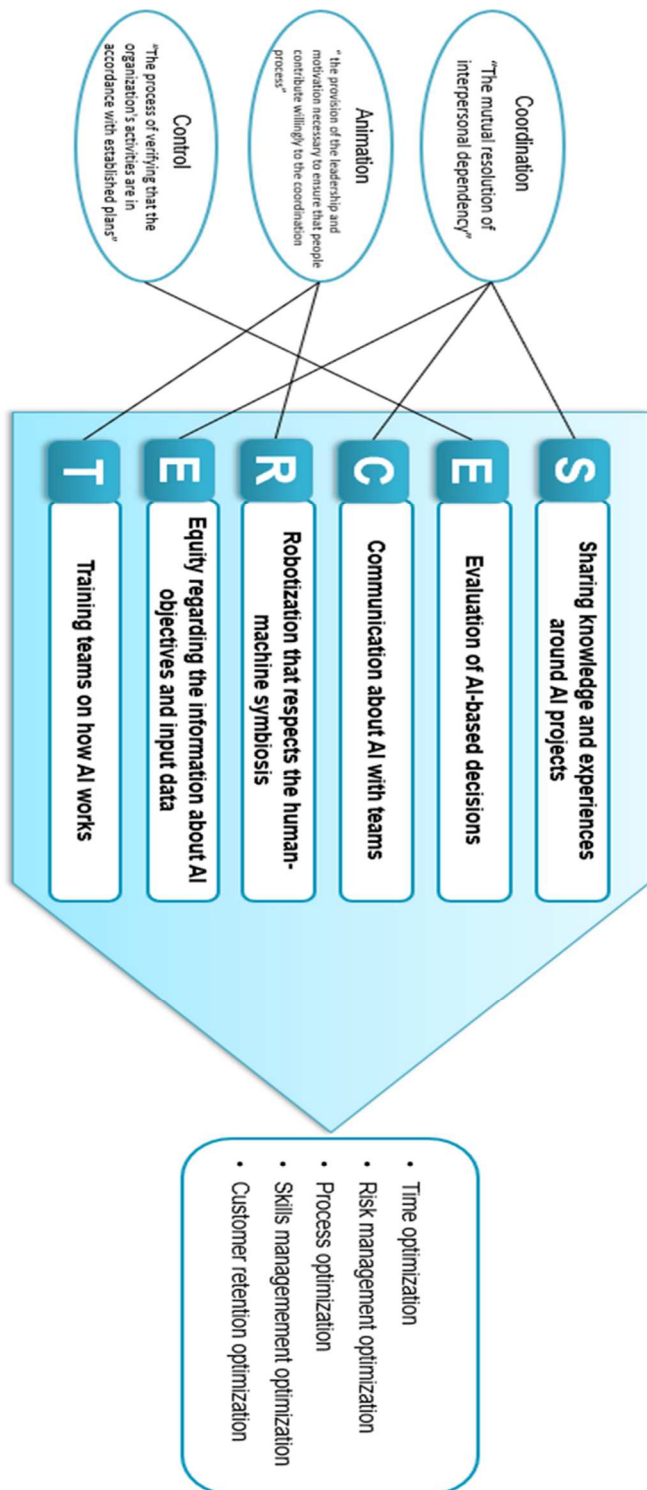 Coordination
"The mutual resolution of
interpersonal dependency"
Animation
" the provision of the leadership and
motivation necessary to ensure that people
contribute willingly to the coordination
process"
Control
"The process of verifying that the
organization's activities are in
accordance with established plans"
S
Sharing knowledge and experiences
around AI projects
E
Evaluation of AI-based decisions
C
Communication about AI with teams
R
Robotization that respects the human-
machine symbiosis
E
Equity regarding the information about AI
objectives and input data
T
Training teams on how AI works
• Time optimization
• Risk management optimization
• Process optimization
• Skills managemement optimization
• Customer retention optimization